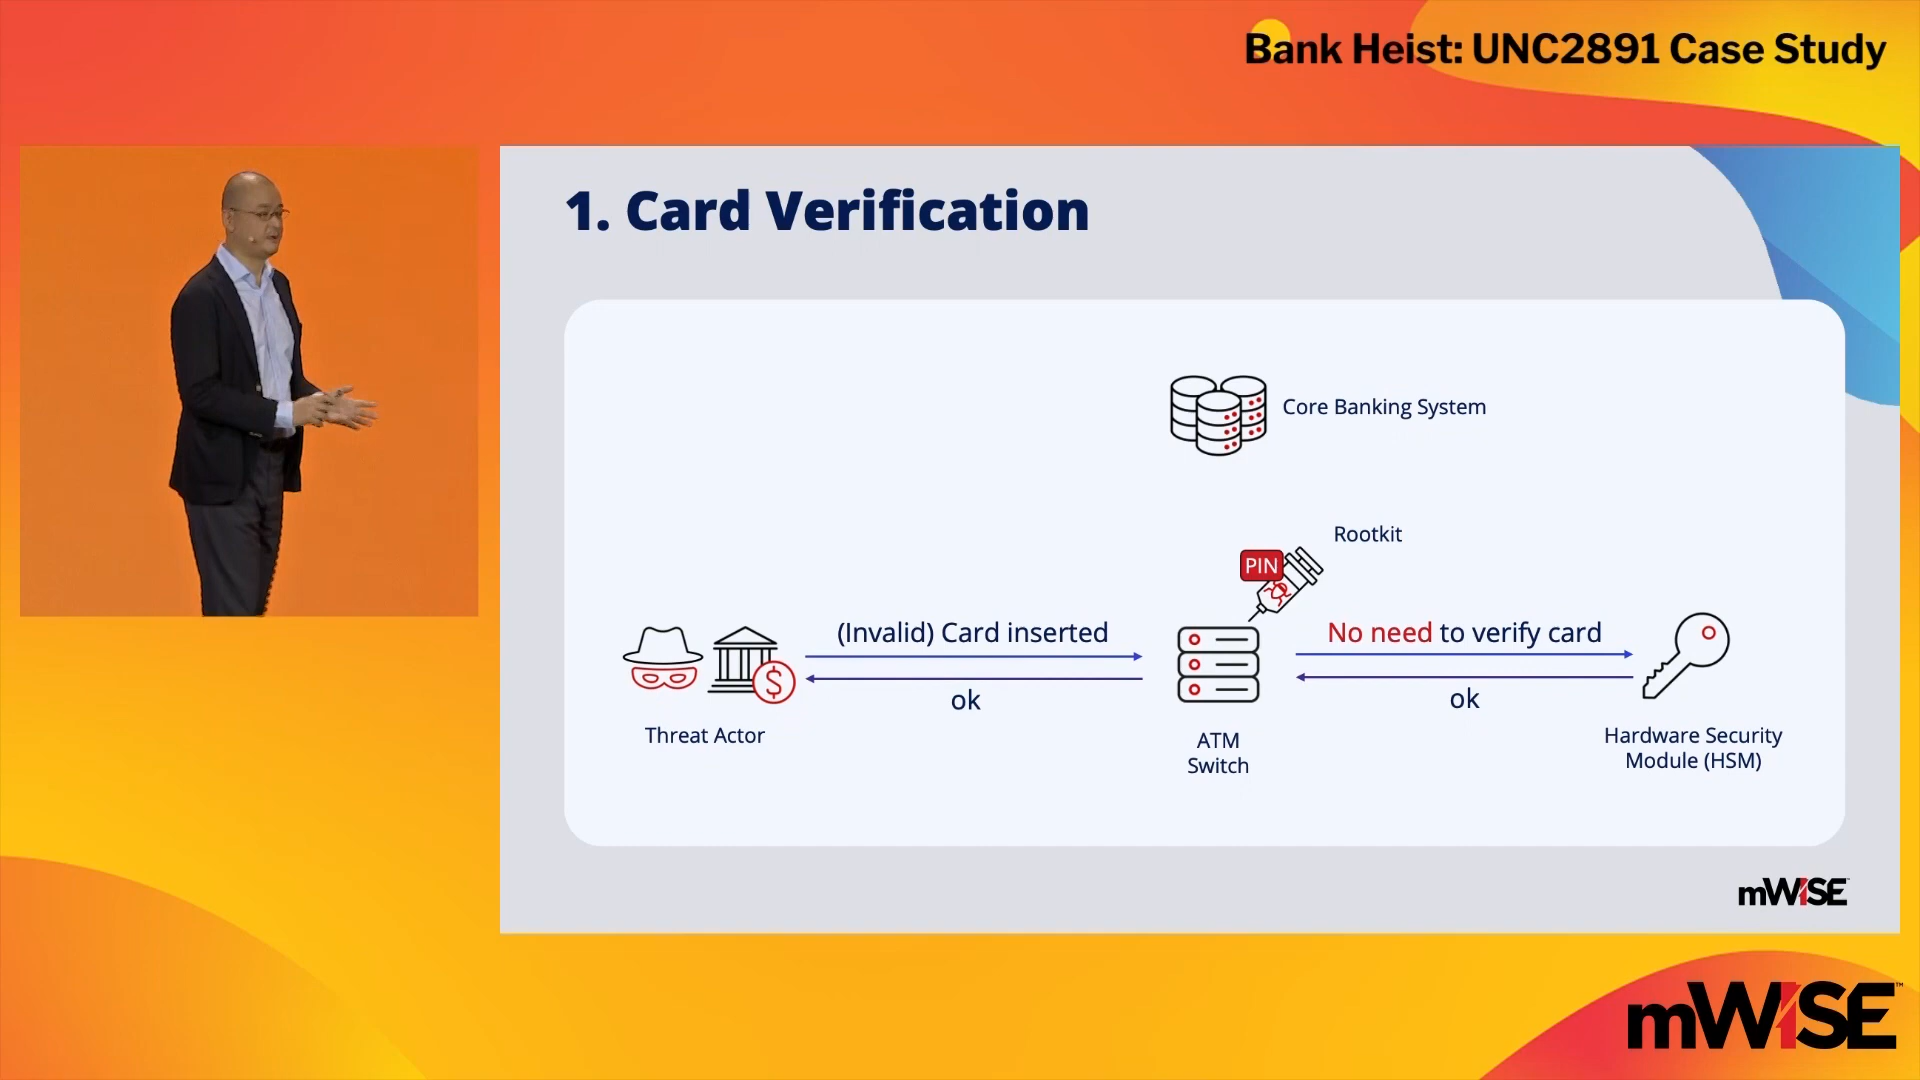 Bank Heist: UNC2891 Case Study
1. Card Verification
Core Banking System
Rootkit
PIN
(Invalid) Card inserted
No need to verify card
$
ok
ok
Threat Actor
ATM
Switch
Hardware Security
Module (HSM)
mWISE
mWISE™